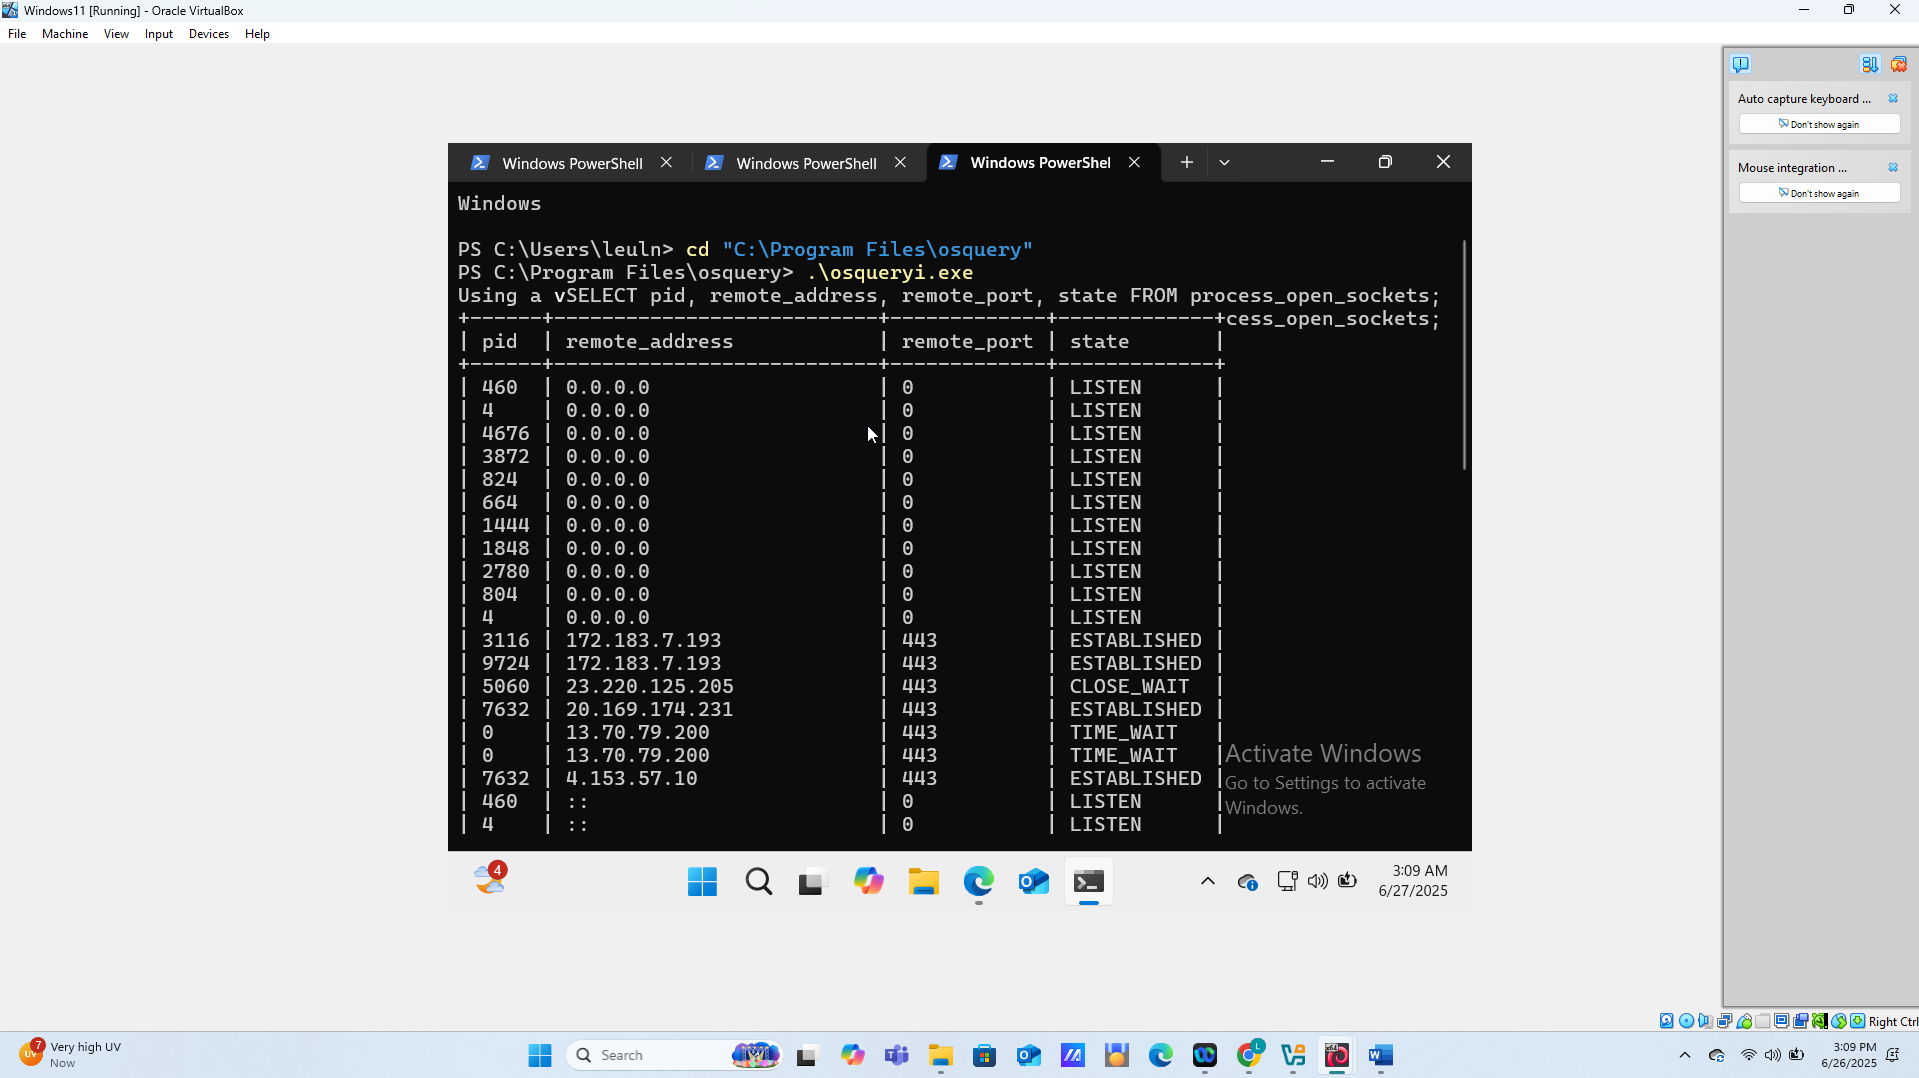 Windows11 [Running] - Oracle VirtualBox
File Machine View Input Devices Help
Auto capture keyboard ...
Don't show again
Mouse integration ...
Don't show again
Windows PowerShell Windows PowerShell Windows PowerShel
Windows
PS C:\Users\leuln> cd "C:\Program Files\osquery"
PS C:\Program Files\osquery> .\osqueryi.exe
Using a vSELECT pid, remote_address, remote_port, state FROM process_open_sockets;
+------+---------------------------+-------------+-------------+cess_open_sockets;
| pid | remote_address | remote_port | state |
+------+---------------------------+-------------+-------------+
| 460 | 0.0.0.0 | 0 | LISTEN |
| 4 | 0.0.0.0 | 0 | LISTEN |
| 4676 | 0.0.0.0 | 0 | LISTEN |
| 3872 | 0.0.0.0 | 0 | LISTEN |
| 824 | 0.0.0.0 | 0 | LISTEN |
| 664 | 0.0.0.0 | 0 | LISTEN |
| 1444 | 0.0.0.0 | 0 | LISTEN |
| 1848 | 0.0.0.0 | 0 | LISTEN |
| 2780 | 0.0.0.0 | 0 | LISTEN |
| 804 | 0.0.0.0 | 0 | LISTEN |
| 4 | 0.0.0.0 | 0 | LISTEN |
| 3116 | 172.183.7.193 | 443 | ESTABLISHED |
| 9724 | 172.183.7.193 | 443 | ESTABLISHED |
| 5060 | 23.220.125.205 | 443 | CLOSE_WAIT |
| 7632 | 20.169.174.231 | 443 | ESTABLISHED |
| 0 | 13.70.79.200 | 443 | TIME_WAIT |
| 0 | 13.70.79.200 | 443 | TIME_WAIT |
| 7632 | 4.153.57.10 | 443 | ESTABLISHED |
| 460 | :: | 0 | LISTEN |
| 4 | :: | 0 | LISTEN |
Activate Windows
Go to Settings to activate
Windows.
4
3:09 AM
6/27/2025
Right Ctrl
7
UV
Very high UV
Now
Search
3:09 PM
6/26/2025